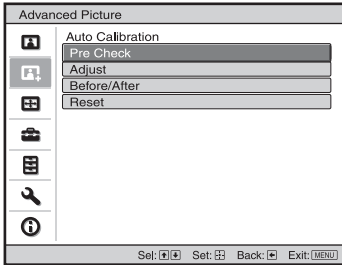 Advanced Picture
Auto Calibration
Pre Check
Adjust
Before/After
Reset
Sel: Set: Back: Exit: MENU